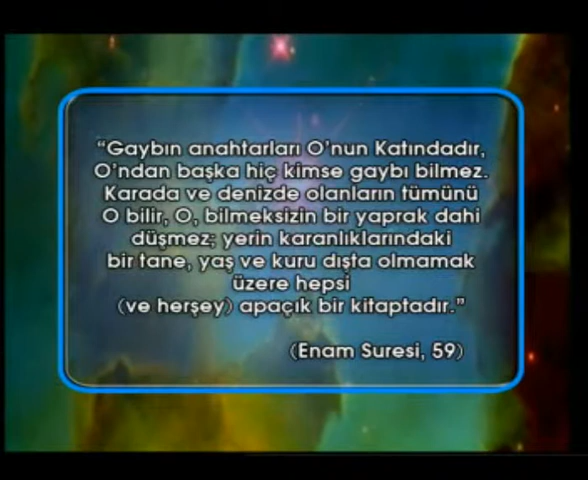 “Gaybın anahtarları O’nun Katındadır,
O’ndan başka hiç kimse gaybı bilmez.
Karada ve denizde olanların tümünü
O bilir, O, bilmeksizin bir yaprak dahi
düşmez; yerin karanlıklarındaki
bir tane, yaş ve kuru dışta olmamak
üzere hepsi
(ve herşey) apaçık bir kitaptadır.”
(Enam Suresi, 59)